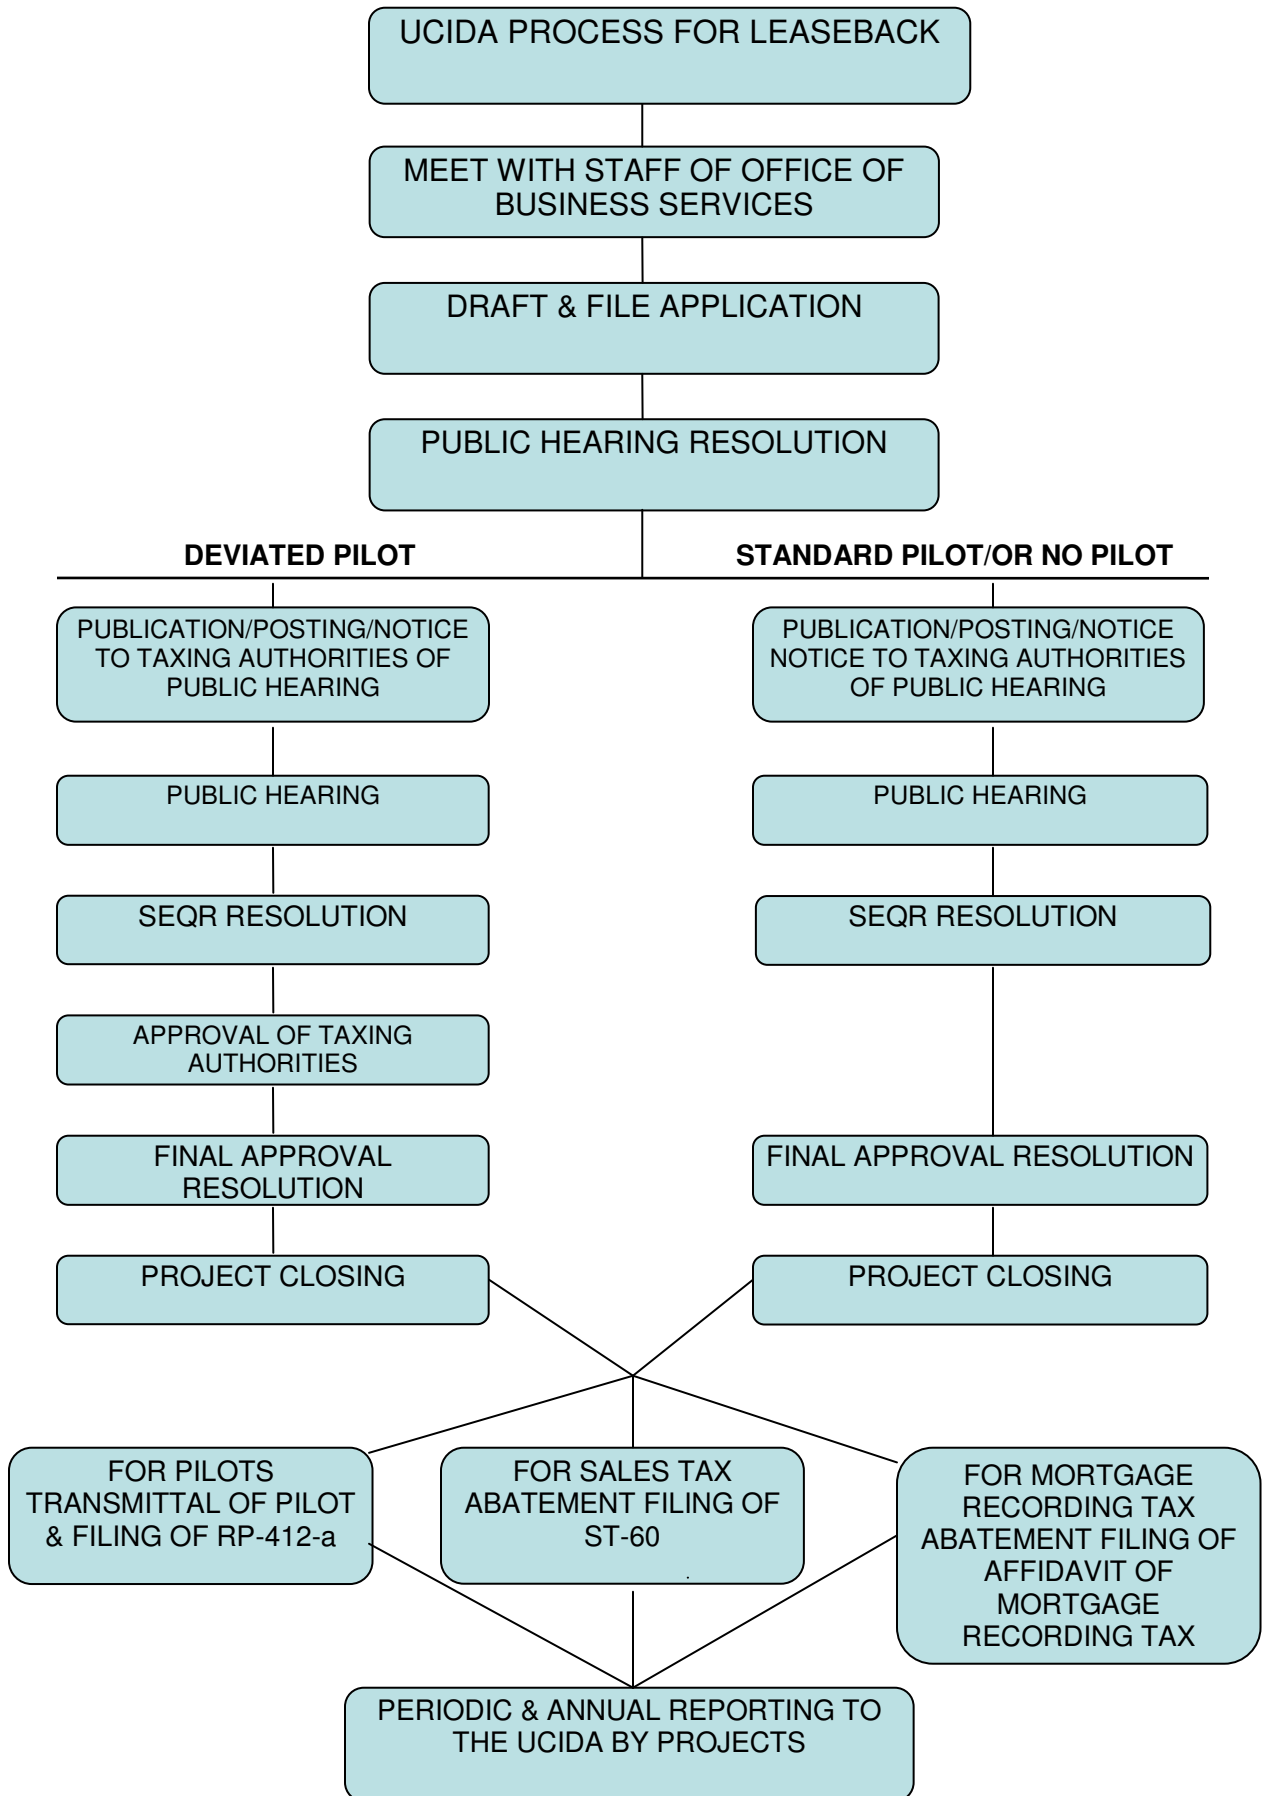 UCIDA PROCESS FOR LEASEBACK
MEET WITH STAFF OF OFFICE OF
BUSINESS SERVICES
DRAFT & FILE APPLICATION
PUBLIC HEARING RESOLUTION
DEVIATED PILOT
STANDARD PILOT/OR NO PILOT
PUBLICATION/POSTING/NOTICE
TO TAXING AUTHORITIES OF
PUBLIC HEARING
PUBLICATION/POSTING/NOTICE
NOTICE TO TAXING AUTHORITIES
OF PUBLIC HEARING
PUBLIC HEARING
PUBLIC HEARING
SEQR RESOLUTION
SEQR RESOLUTION
APPROVAL OF TAXING
AUTHORITIES
FINAL APPROVAL
RESOLUTION
FINAL APPROVAL RESOLUTION
PROJECT CLOSING
PROJECT CLOSING
FOR PILOTS
TRANSMITTAL OF PILOT
& FILING OF RP-412-a
FOR SALES TAX
ABATEMENT FILING OF
ST-60
.
FOR MORTGAGE
RECORDING TAX
ABATEMENT FILING OF
AFFIDAVIT OF
MORTGAGE
RECORDING TAX
PERIODIC & ANNUAL REPORTING TO
THE UCIDA BY PROJECTS